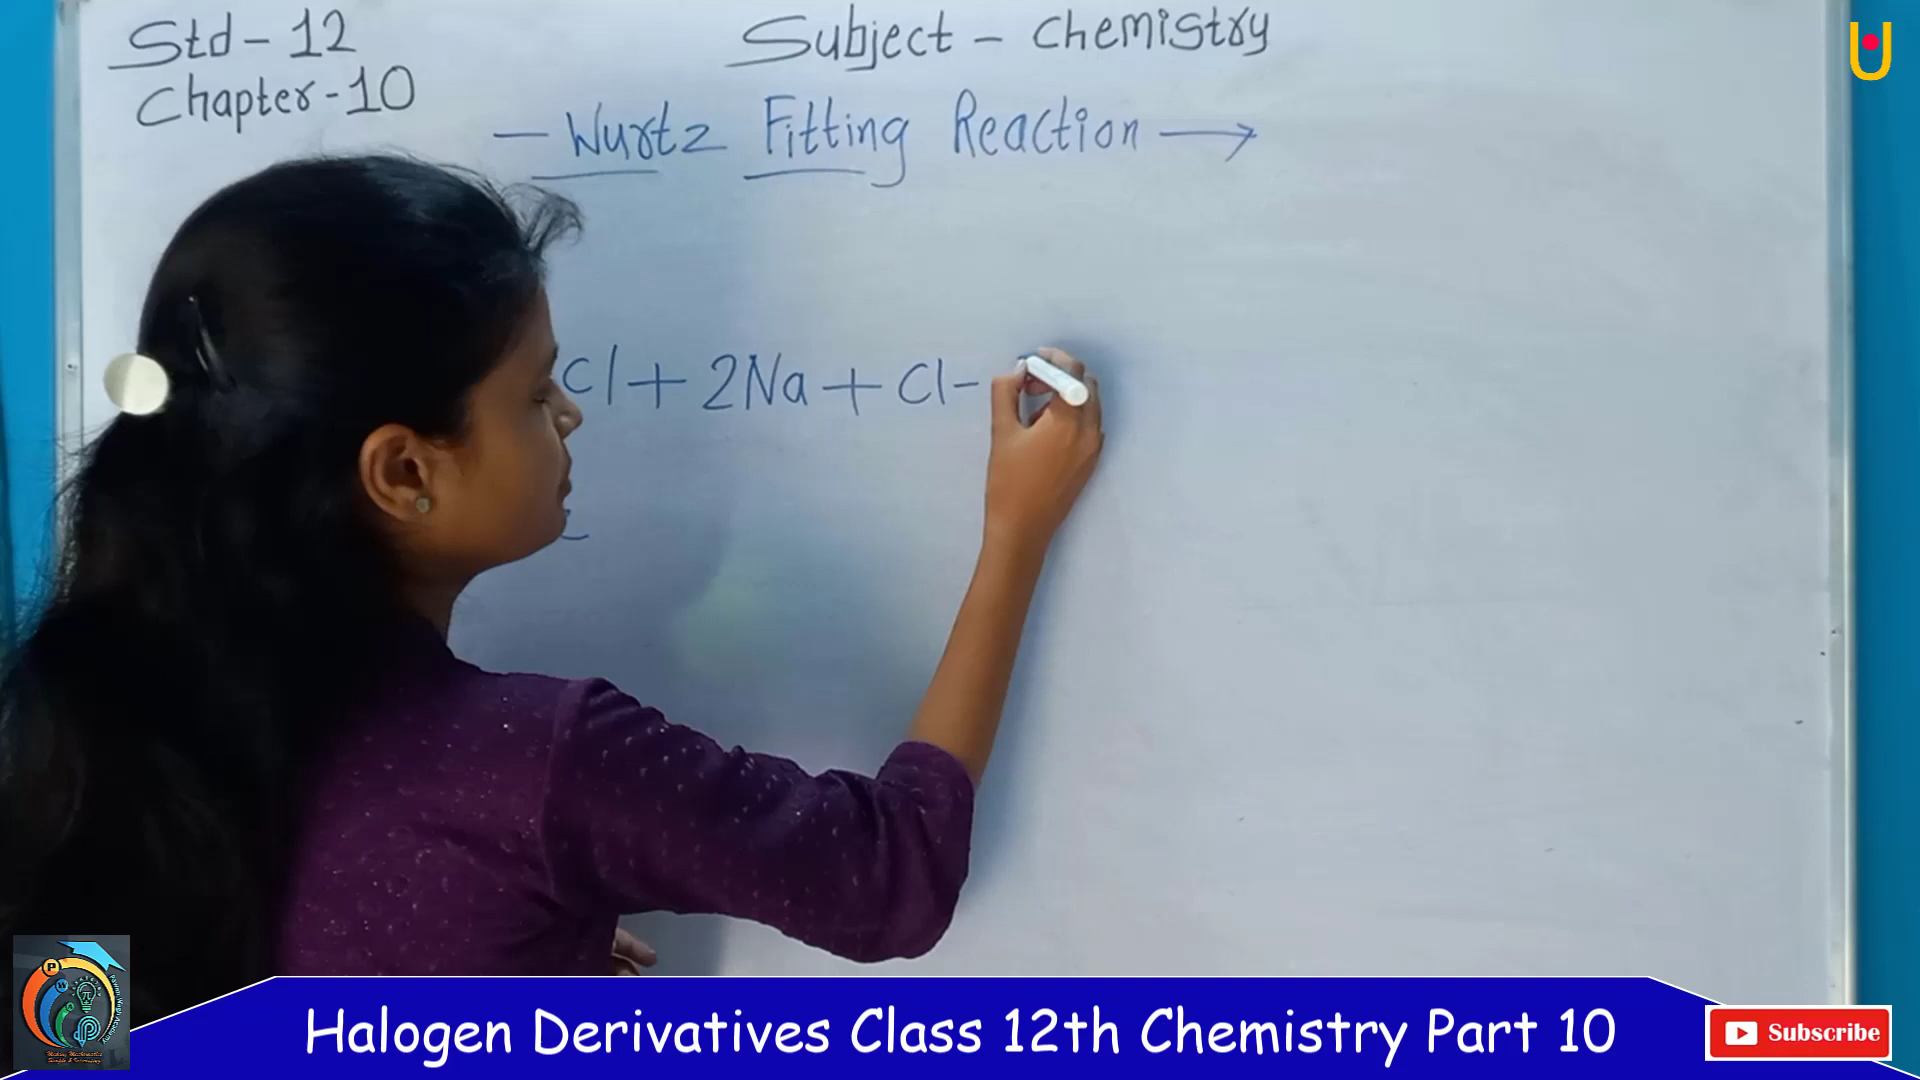 Std - 12
Subject - chemistry
Chapter - 10
- Wurtz Fitting Reaction →
Cl + 2Na + Cl -
Halogen Derivatives Class 12th Chemistry Part 10
Subscribe